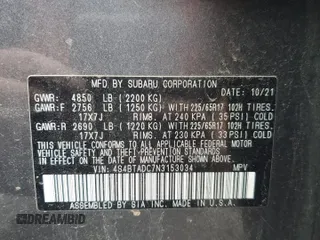 MFD. BY SUBARU CORPORATION 10/21
GVWR: 4850 LB (2200 KG)
GAWR:F 2756 LB (1250 KG) WITH 225/65R17 102H TIRES.
17X7J RIMS. AT 240 KPA (35 PSI) COLD
GAWR:R 2690 LB (1220 KG) WITH 225/65R17 102H TIRES.
17X7J RIMS. AT 230 KPA (33 PSI) COLD
THIS VEHICLE CONFORMS TO ALL APPLICABLE FEDERAL MOTOR
VEHICLE SAFETY AND THEFT PREVENTION STANDARDS IN
EFFECT ON THE DATE OF MANUFACTURE SHOWN ABOVE.
VIN: 4S4BTADC7N3153034 MPV
ASSEMBLED BY SIA INC. MADE IN U.S.A.
DREAMBID